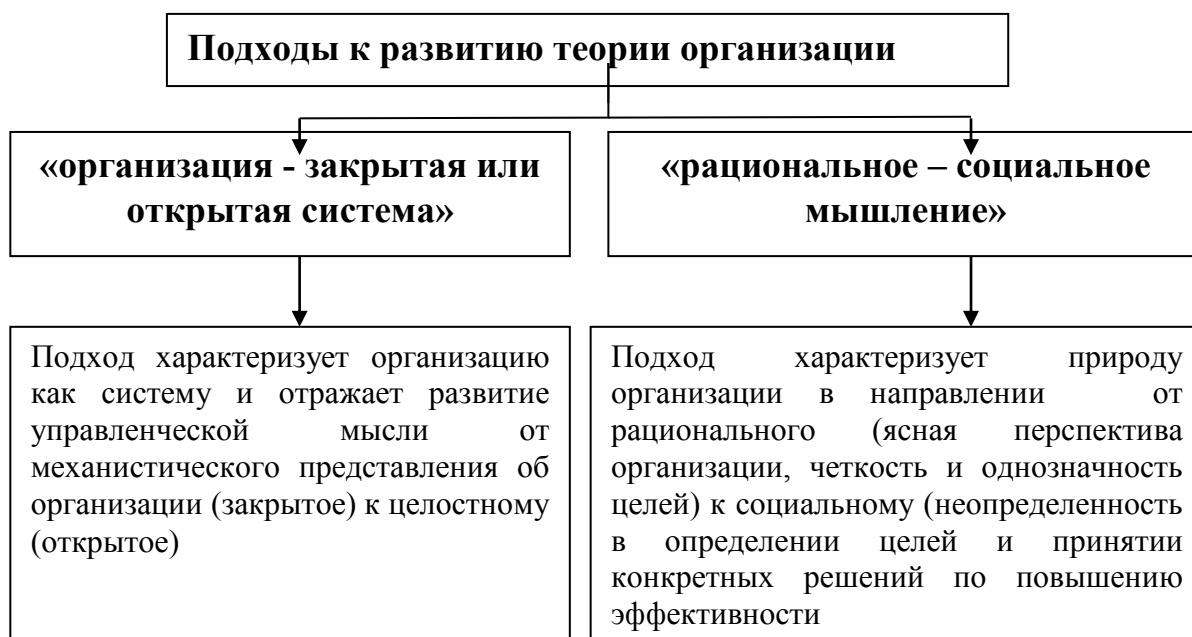 Подходы к развитию теории организации
«организация - закрытая или
открытая система»
«рациональное – социальное
мышление»
Подход характеризует организацию
как систему и отражает развитие
управленческой мысли от
механистического представления об
организации (закрытое) к целостному
(открытое)
Подход характеризует природу
организации в направлении от
рационального (ясная перспектива
организации, четкость и однозначность
целей) к социальному (неопределенность
в определении целей и принятии
конкретных решений по повышению
эффективности